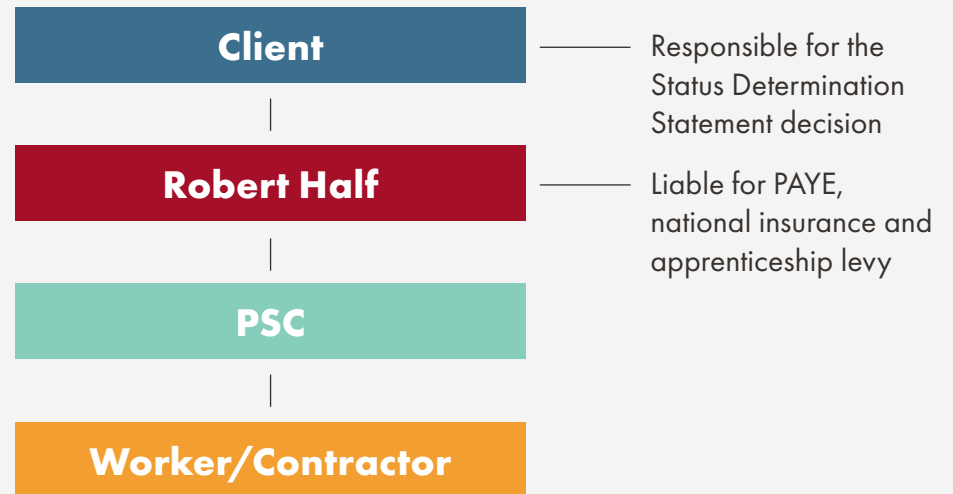 Client
Responsible for the
Status Determination
Statement decision
Robert Half
Liable for PAYE,
national insurance and
apprenticeship levy
PSC
Worker/Contractor